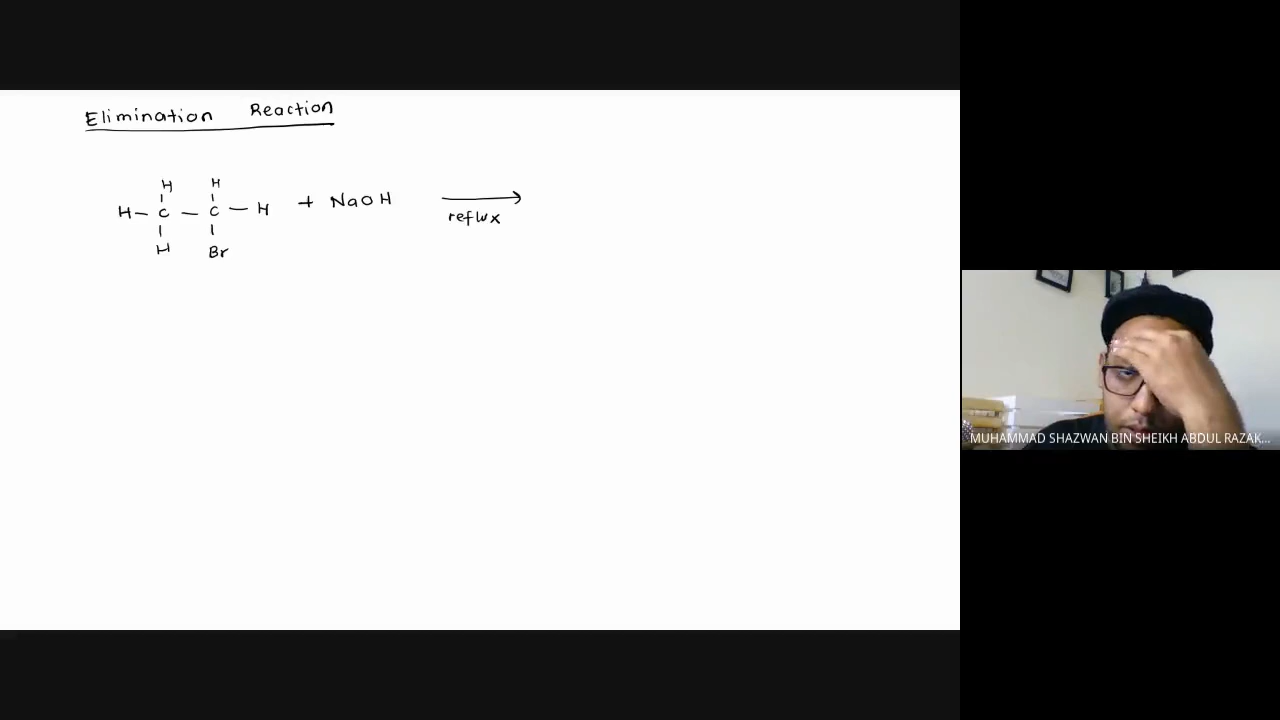 Elimination Reaction
H H
H - C - C - H + NaOH ⟶
reflux
H Br
MUHAMMAD SHAZWAN BIN SHEIKH ABDUL RAZAK...